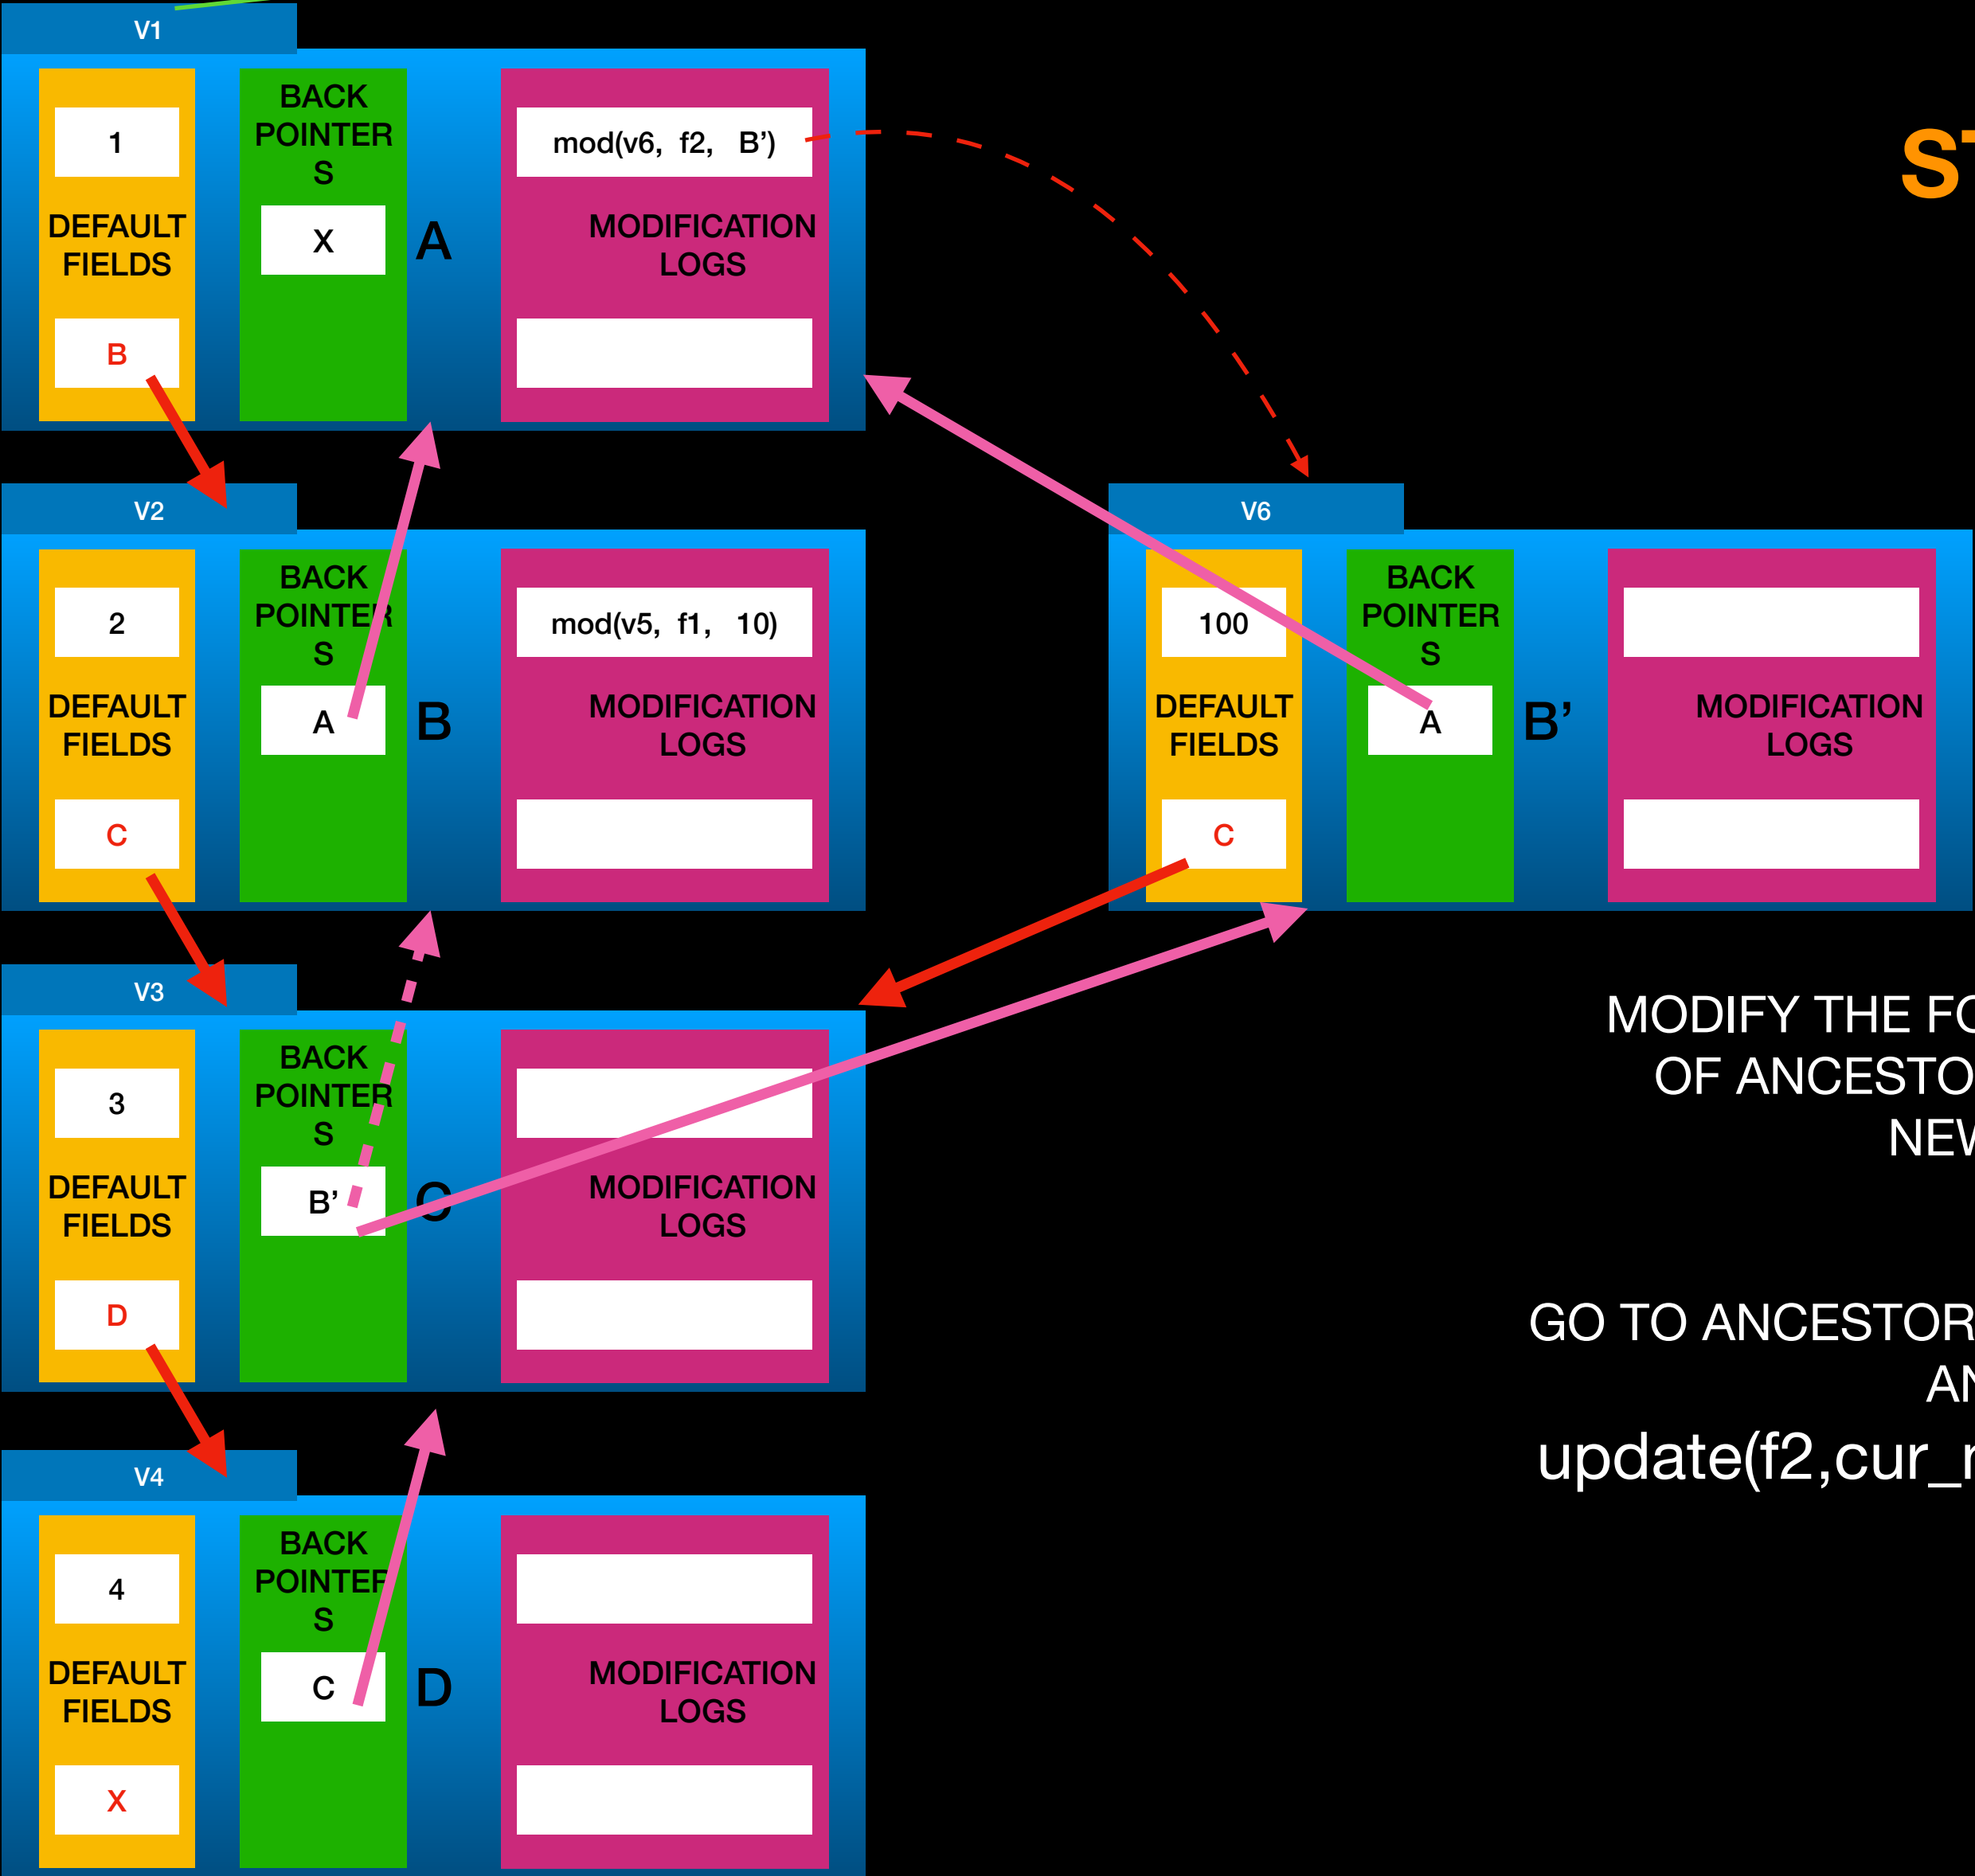 V1
1
DEFAULT
FIELDS
B
BACK
POINTER
S
X
A
mod(v6, f2, B’)
MODIFICATION
LOGS
V2
2
DEFAULT
FIELDS
C
BACK
POINTER
S
A
B
mod(v5, f1, 10)
MODIFICATION
LOGS
V6
100
DEFAULT
FIELDS
C
BACK
POINTER
S
A
B’
MODIFICATION
LOGS
V3
3
DEFAULT
FIELDS
D
BACK
POINTER
S
B’
C
MODIFICATION
LOGS
V4
4
DEFAULT
FIELDS
X
BACK
POINTER
S
C
D
MODIFICATION
LOGS
MODIFY THE
OF
GO TO ANCESTOR